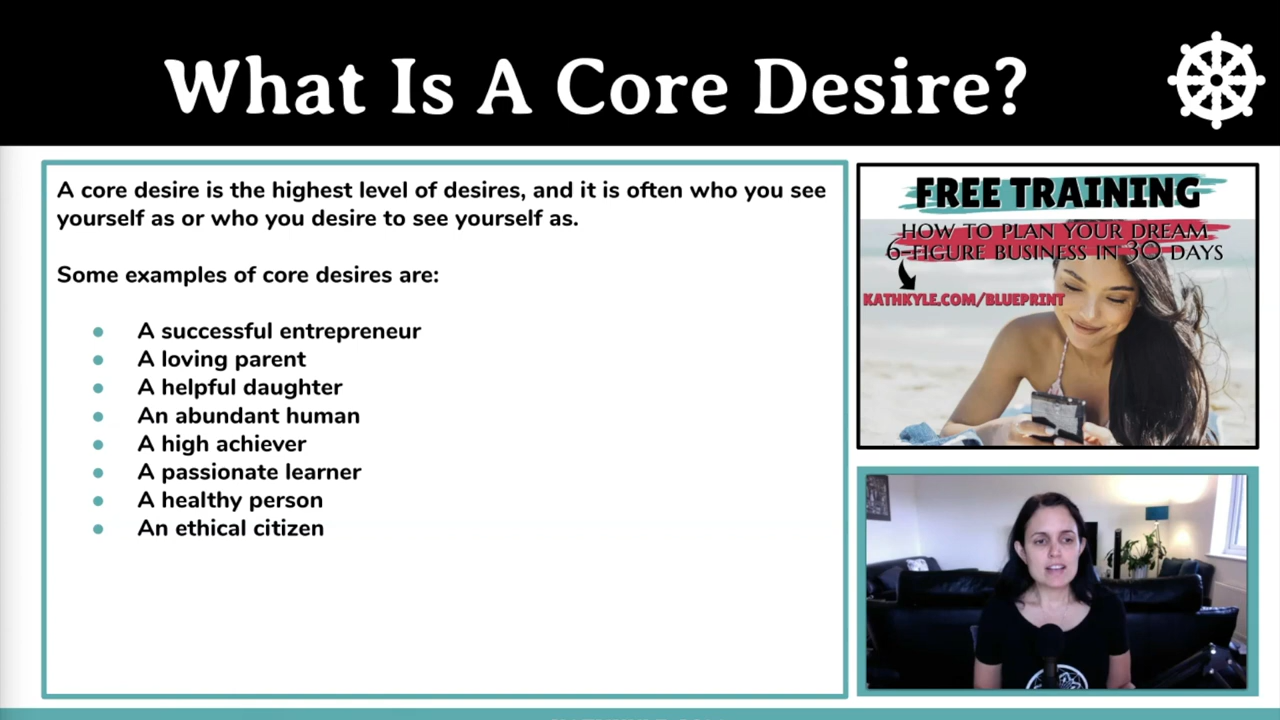 What Is A Core Desire?
A core desire is the highest level of desires, and it is often who you see
yourself as or who you desire to see yourself as.
Some examples of core desires are:
A successful entrepreneur
A loving parent
A helpful daughter
An abundant human
A high achiever
A passionate learner
A healthy person
An ethical citizen
FREE TRAINING
HOW TO PLAN YOUR DREAM
6-FIGURE BUSINESS IN 30 DAYS
KATHKYLE.COM/BLUEPRINT